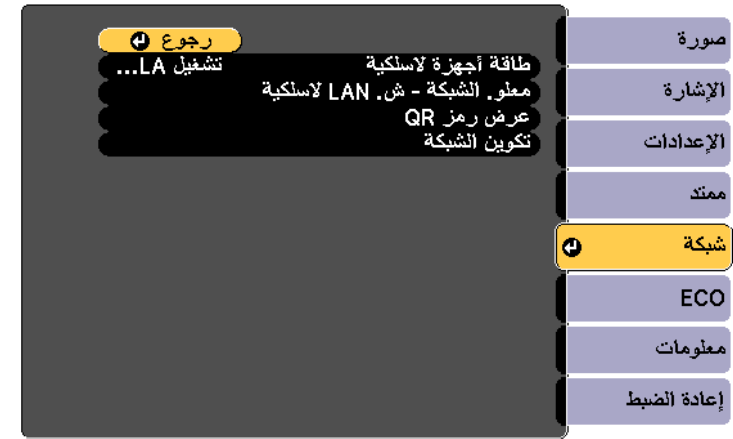 صورة
الإشارة
الإعدادات
ممتد
شبكة
ECO
معلومات
إعادة الضبط
رجوع
طاقة أجهزة لاسلكية تشغيل LA...
معلو. الشبكة - ش. LAN لاسلكية
عرض رمز QR
تكوين الشبكة